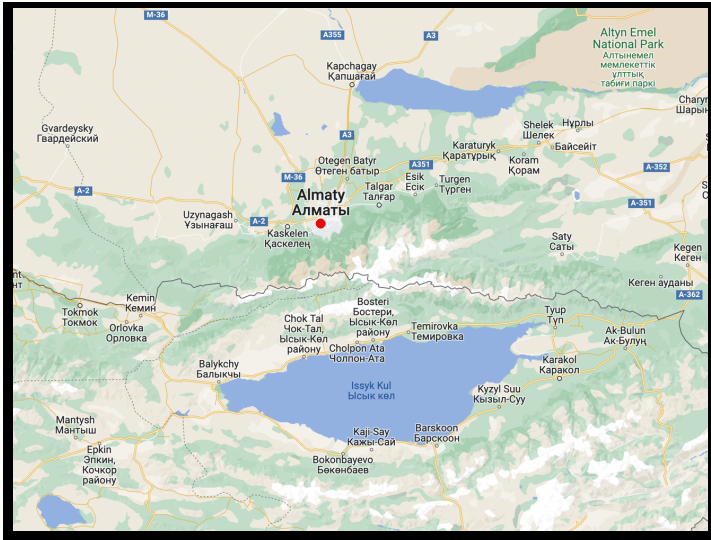 M-36
A355
A3
Altyn Emel
National Park
Алтынемел
мемлекеттік
ұлттық
табиғи паркі
Kapchagay
Қапшағай
Gvardeysky
Гвардейский
A3
Shelek
Шелек
Нұрлы
Байсейіт
Karaturyk
Қаратұрық
Koram
Қорам
A-352
A-351
Otegen Batyr
Өтеген батыр
A351
M-36
Talgar
Талғар
Esik
Есік
Turgen
Түрген
A-2
Almaty
Алматы
Uzynagash
Ұзынағаш
A-2
Kaskelen
Қаскелең
Saty
Саты
Kegen
Кеген
Кеген ауданы
A-362
Kemin
Кемин
Tokmok
Токмок
Orlovka
Орловка
Chok Tal
Чок-Тал,
Ысык-Көл
району
Bosteri
Бостери,
Ысык-Көл
району
Temirovka
Темировка
Tyup
Түп
Ak-Bulun
Ак-Булуң
Cholpon Ata
Чолпон-Ата
Balykchy
Балыкчы
Karakol
Каракол
Issyk Kul
Ысык көл
Kyzyl Suu
Кызыл-Суу
Mantysh
Мантыш
Epkin
Эпкин,
Кочкор
району
Kaji-Say
Кажы-Сай
Barskoon
Барскоон
Bokonbayevo
Бөкөнбаев